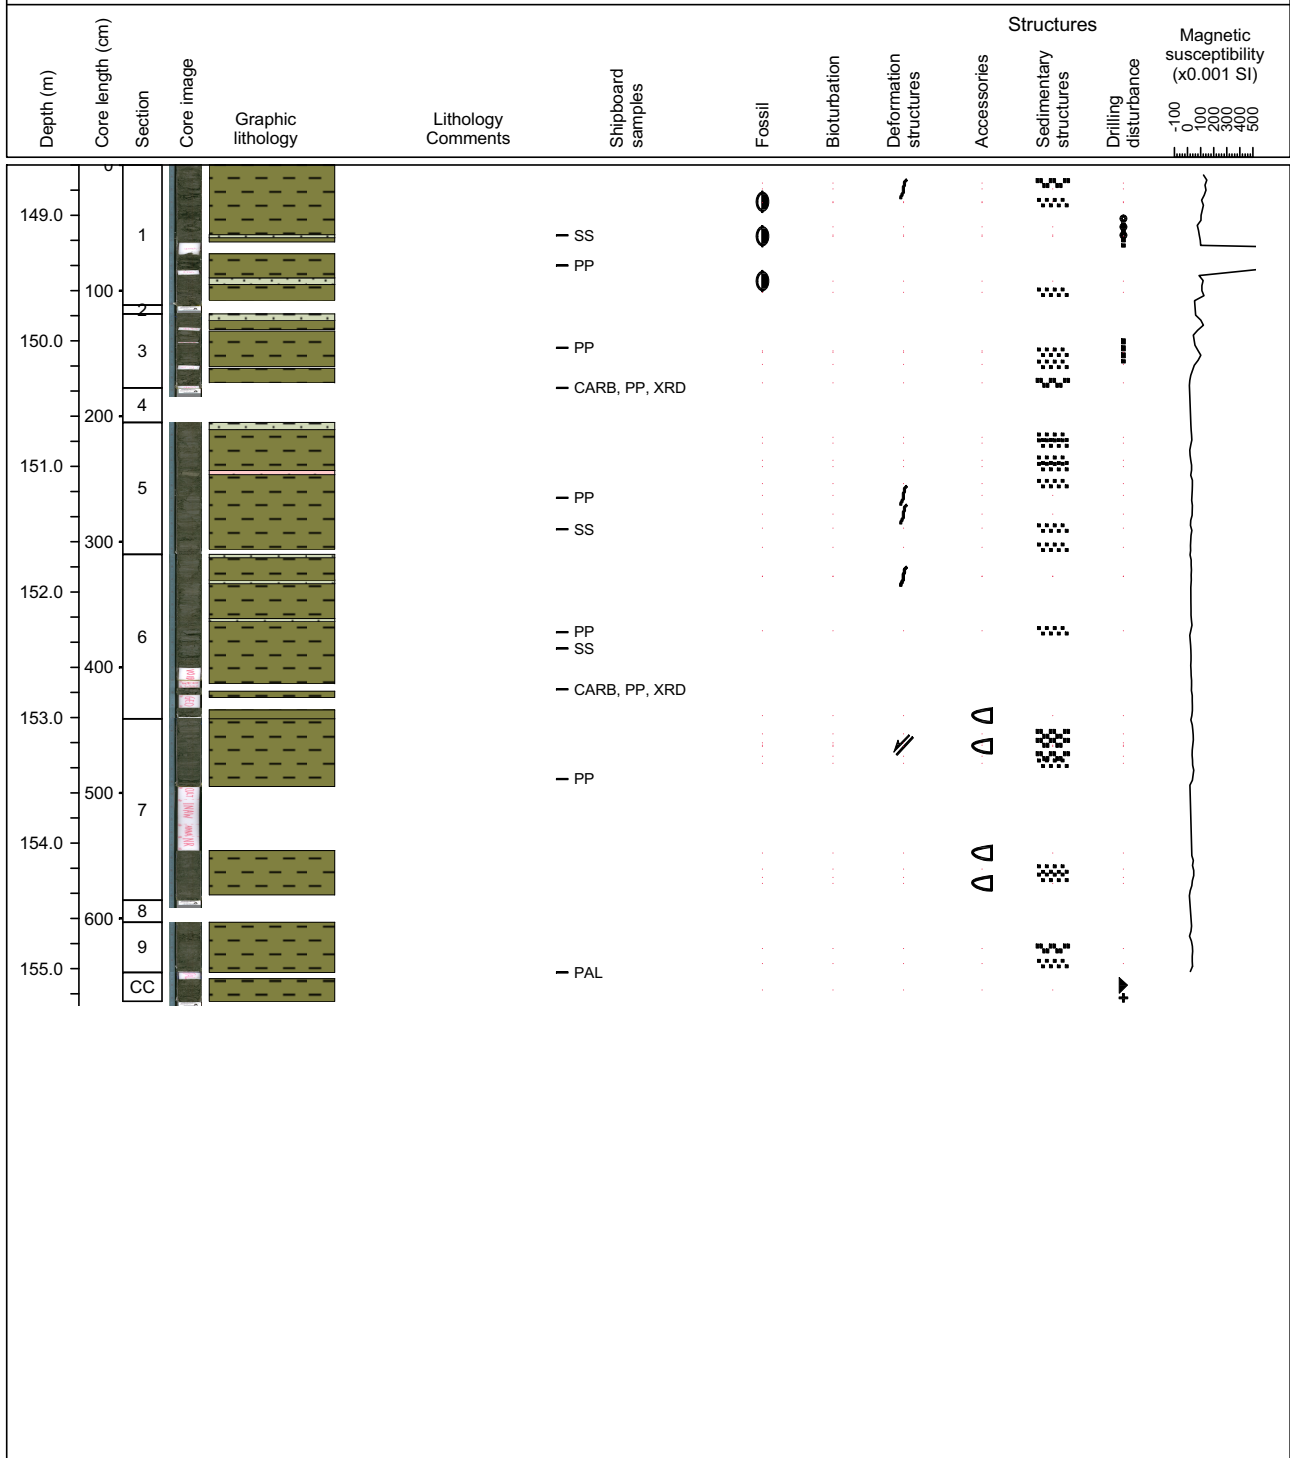 Structures
Depth (m)
Core length (cm)
Section
Core image
Graphic
lithology
Lithology
Comments
Shipboard
samples
Fossil
Bioturbation
Deformation
structures
Accessories
Sedimentary
structures
Drilling
disturbance
Magnetic
susceptibility
(x0.001 SI)
-100
0
100
200
300
400
500
0
149.0
1
SS
PP
100
2
150.0
3
PP
CARB, PP, XRD
4
200
151.0
5
PP
SS
300
152.0
6
PP
SS
400
CARB, PP, XRD
153.0
PP
500
7
154.0
8
600
9
155.0
PAL
CC